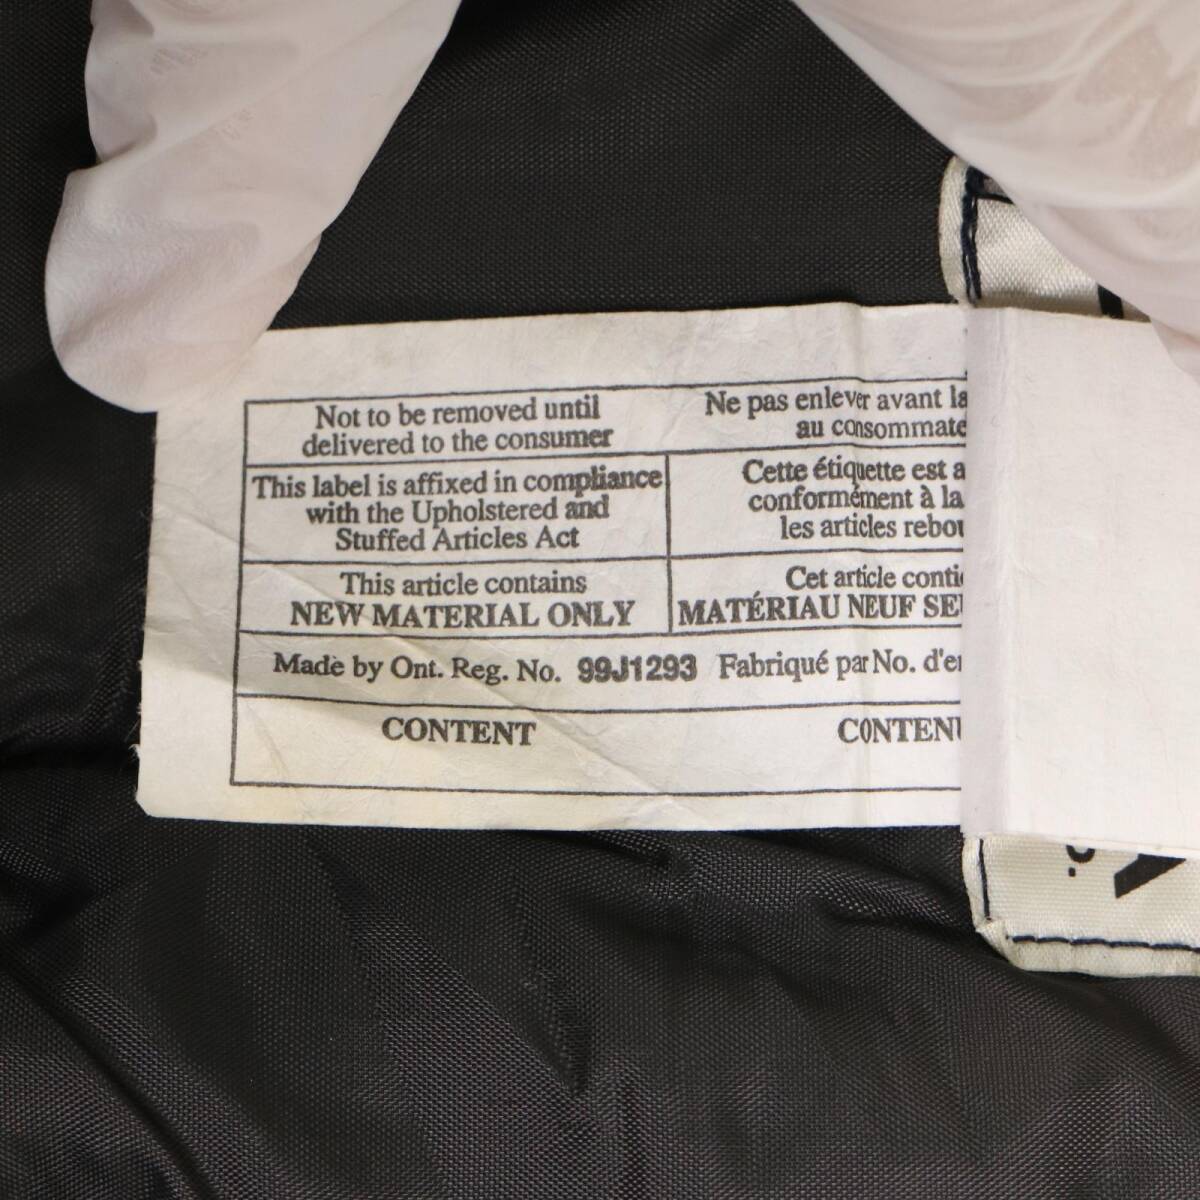 Not to be removed until
delivered to the consumer
Ne pas enlever avant la
au consommate
This label is affixed in compliance
with the Upholstered and
Stuffed Articles Act
Cette étiquette est a
conformément à la
les articles rebou
This article contains
NEW MATERIAL ONLY
Cet article conti
MATÉRIAU NEUF SEU
Made by Ont. Reg. No. 99J1293 Fabriqué par No. d'en
CONTENT
CONTENU